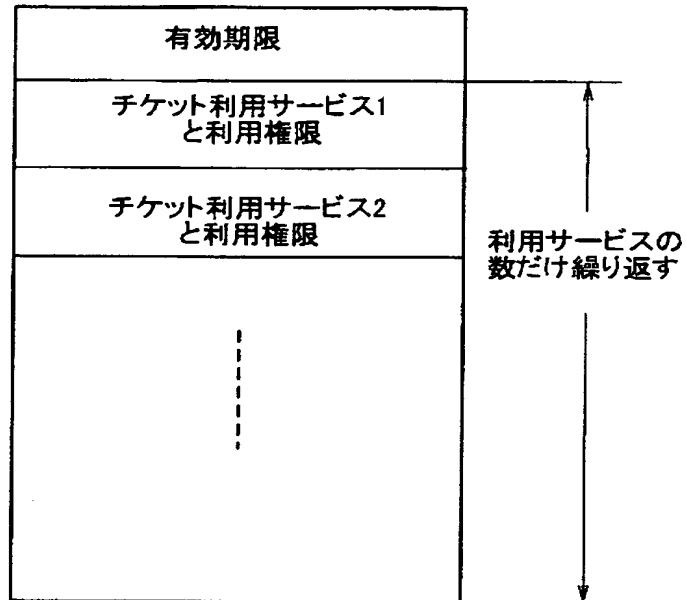 有効期限
チケット利用サービス1
と利用権限
チケット利用サービス2
と利用権限
利用サービスの
数だけ繰り返す